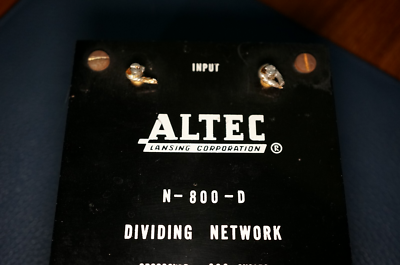 INPUT
ALTEC
LANSING CORPORATION ®
N-800-D
DIVIDING NETWORK